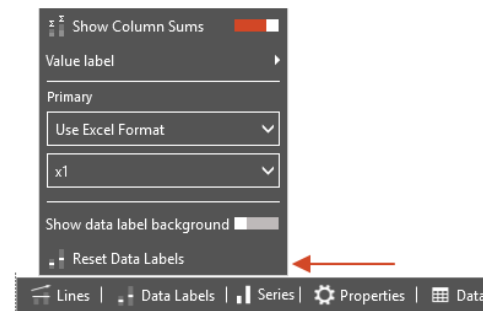 Show Column Sums
Value label
Primary
Use Excel Format
x1
Show data label background
Reset Data Labels
Lines | Data Labels | Series | Properties | Data